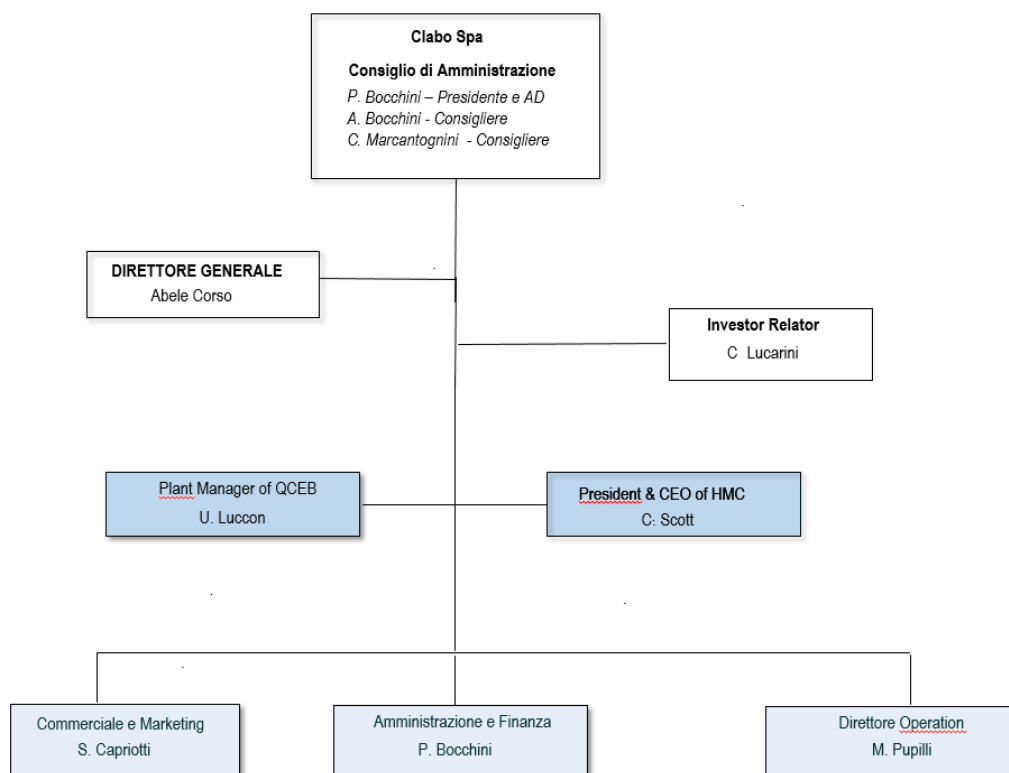 Clabo Spa
Consiglio di Amministrazione
P. Bocchini – Presidente e AD
A. Bocchini - Consigliere
C. Marcantognini - Consigliere
DIRETTORE GENERALE
Abele Corso
Investor Relator
C Lucarini
Plant Manager of QCEB
U. Luccon
President & CEO of HMC
C: Scott
Commerciale e Marketing
S. Capriotti
Amministrazione e Finanza
P. Bocchini
Direttore Operation
M. Pupilli